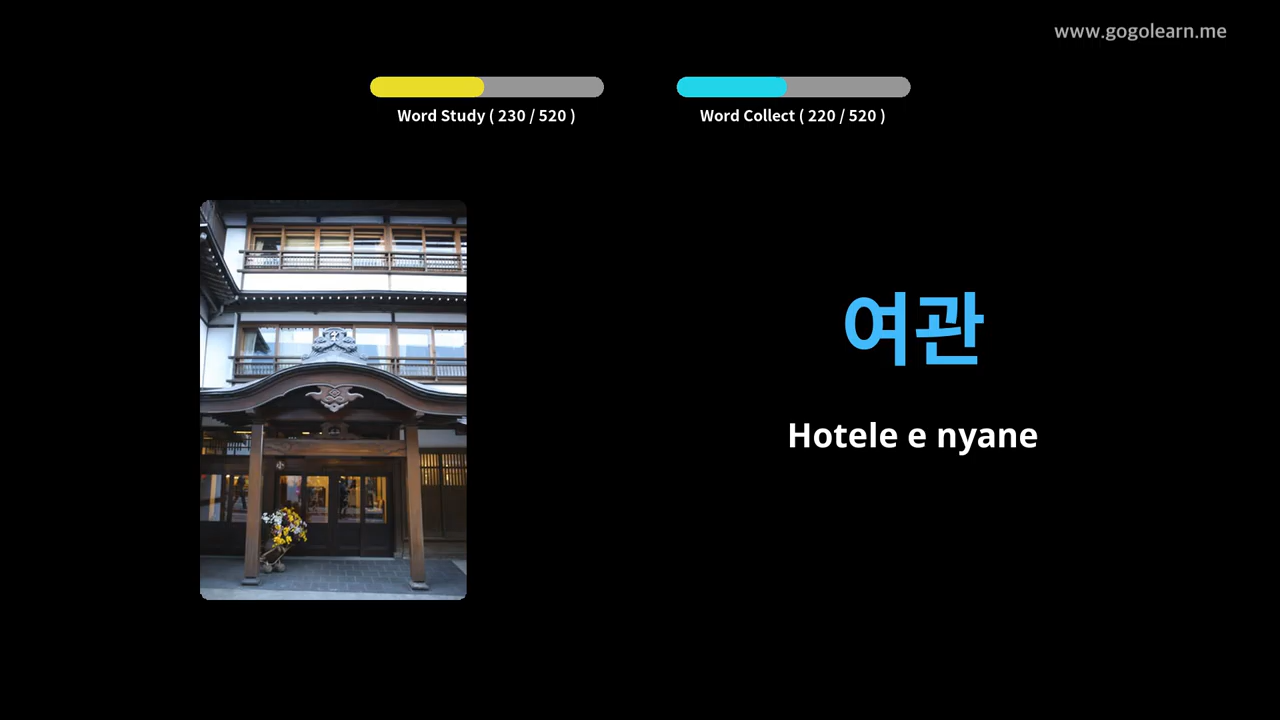 www.gogolearn.me
Word Study ( 230 / 520 )
Word Collect ( 220 / 520 )
여관
Hotele e nyane